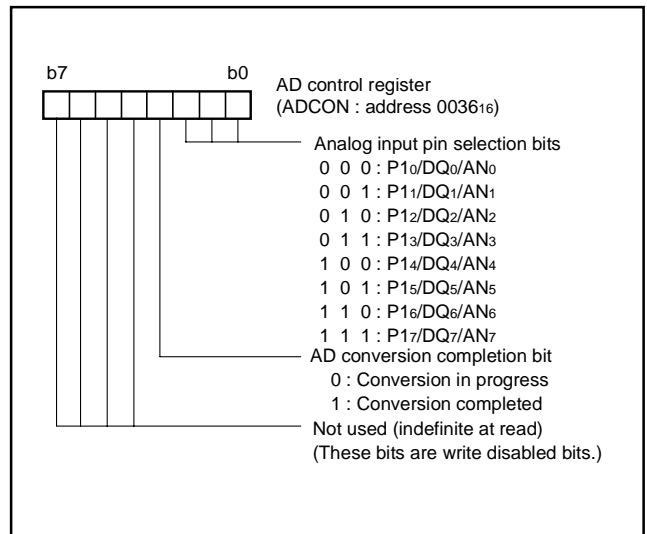 b7 b0
AD control register
(ADCON : address 003616)
Analog input pin selection bits
0 0 0 : P10/DQ0/AN0
0 0 1 : P11/DQ1/AN1
0 1 0 : P12/DQ2/AN2
0 1 1 : P13/DQ3/AN3
1 0 0 : P14/DQ4/AN4
1 0 1 : P15/DQ5/AN5
1 1 0 : P16/DQ6/AN6
1 1 1 : P17/DQ7/AN7
AD conversion completion bit
0 : Conversion in progress
1 : Conversion completed
Not used (indefinite at read)
(These bits are write disabled bits.)